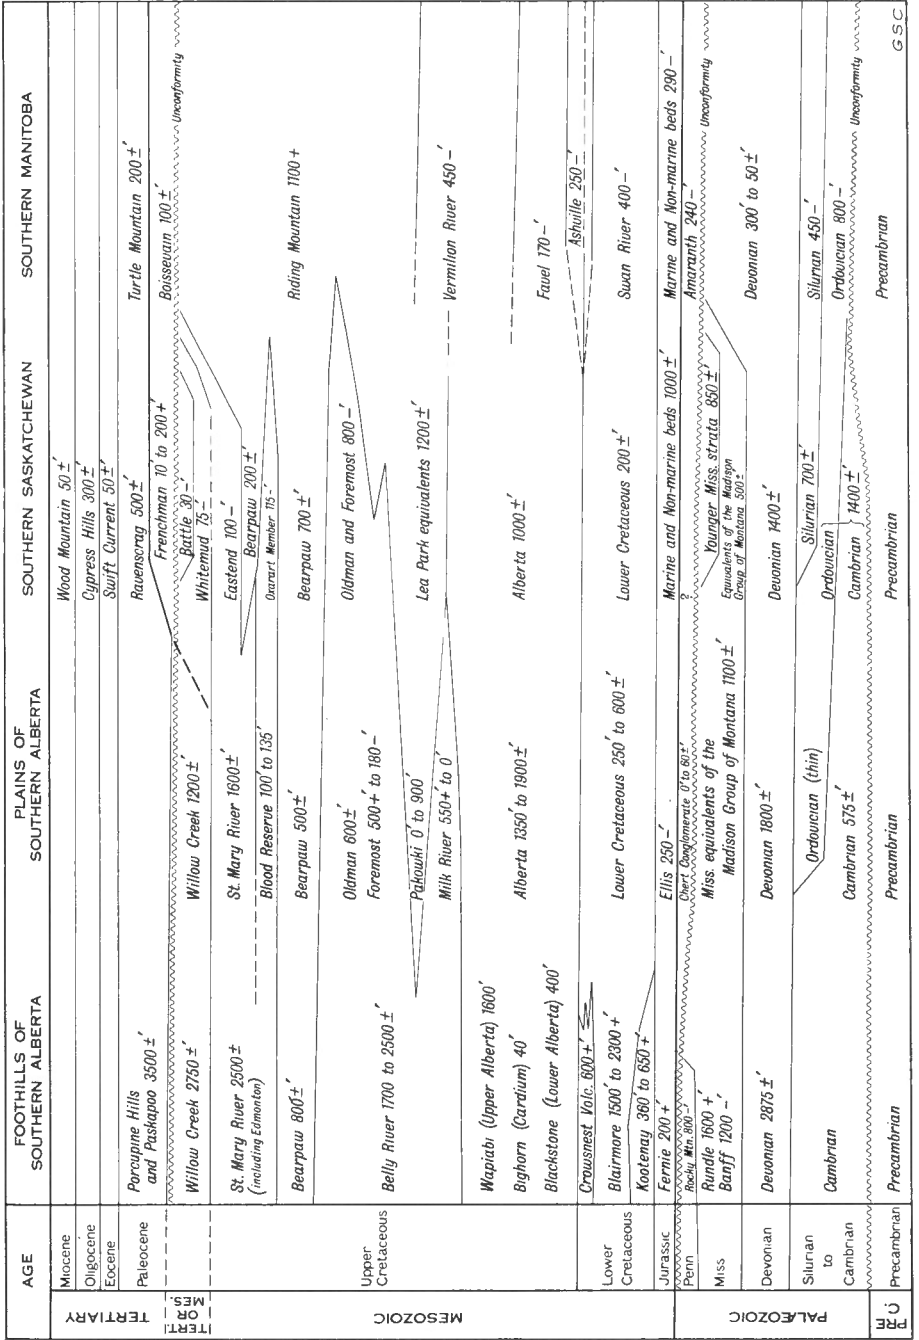 AGE
FOOTHILLS OF
SOUTHERN ALBERTA
PLAINS OF
SOUTHERN ALBERTA
SOUTHERN SASKATCHEWAN
SOUTHERN MANITOBA
TERTIARY
Miocene
Wood Mountain 50±′
Oligocene
Cypress Hills 300±′
Eocene
Swift Current 50±′
Paleocene
Porcupine Hills
and Paskapoo 3500±′
Ravenscrag 500±′
Turtle Mountain 200±′
TERT.
OR
MES.
Frenchman 10′ to 200+′
Boissevain 100±′
Unconformity
Willow Creek 2750±′
Willow Creek 1200±′
Battle 30-′
Whitemud 75±′
MESOZOIC
Upper
Cretaceous
St. Mary River 2500±
(including Edmonton)
St. Mary River 1600±′
Blood Reserve 100′ to 135′
Eastend 100-′
Bearpaw 200±′
Oxarart Member 115-′
Bearpaw 800±′
Bearpaw 500±′
Bearpaw 700±′
Riding Mountain 1100+
Belly River 1700 to 2500±′
Oldman 600±′
Foremost 500+′ to 180-′
Oldman and Foremost 800-′
Pakowki 0′ to 900′
Milk River 550+′ to 0′
Lea Park equivalents 1200±′
Vermilion River 450-′
Wapiabi (Upper Alberta) 1600′
Bighorn (Cardium) 40′
Blackstone (Lower Alberta) 400′
Alberta 1350′ to 1900±′
Alberta 1000±′
Favel 170-′
Ashville 250-′
Lower
Cretaceous
Crowsnest Volc. 600+′
Blairmore 1500′ to 2300+′
Kootenay 360′ to 650+′
Lower Cretaceous 250′ to 600±′
Lower Cretaceous 200±′
Swan River 400-′
Jurassic
Fernie 200+′
Ellis 250-′
Marine and Non-marine beds 1000±′
Marine and Non-marine beds 290-′
PALÆOZOIC
Penn
Rocky Mtn. 800-′
Chert Conglomerate 0′ to 60±′
?
Amaranth 240-′
Unconformity
Miss
Rundle 1600+′
Banff 1200-′
Miss. equivalents of the
Madison Group of Montana 1100±′
Younger Miss. strata 850±′
Equivalents of the Madison
Group of Montana 500±
Devonian
Devonian 2875±′
Devonian 1800±′
Devonian 1400±′
Devonian 300′ to 50±′
Silurian
to
Cambrian
Cambrian
Ordovician (thin)
Cambrian 575±′
Silurian 700±′
Ordovician
Cambrian
1400±′
Silurian 450-′
Ordovician 800-′
Unconformity
PRE
C.
Precambrian
Precambrian
Precambrian
Precambrian
Precambrian
GSC